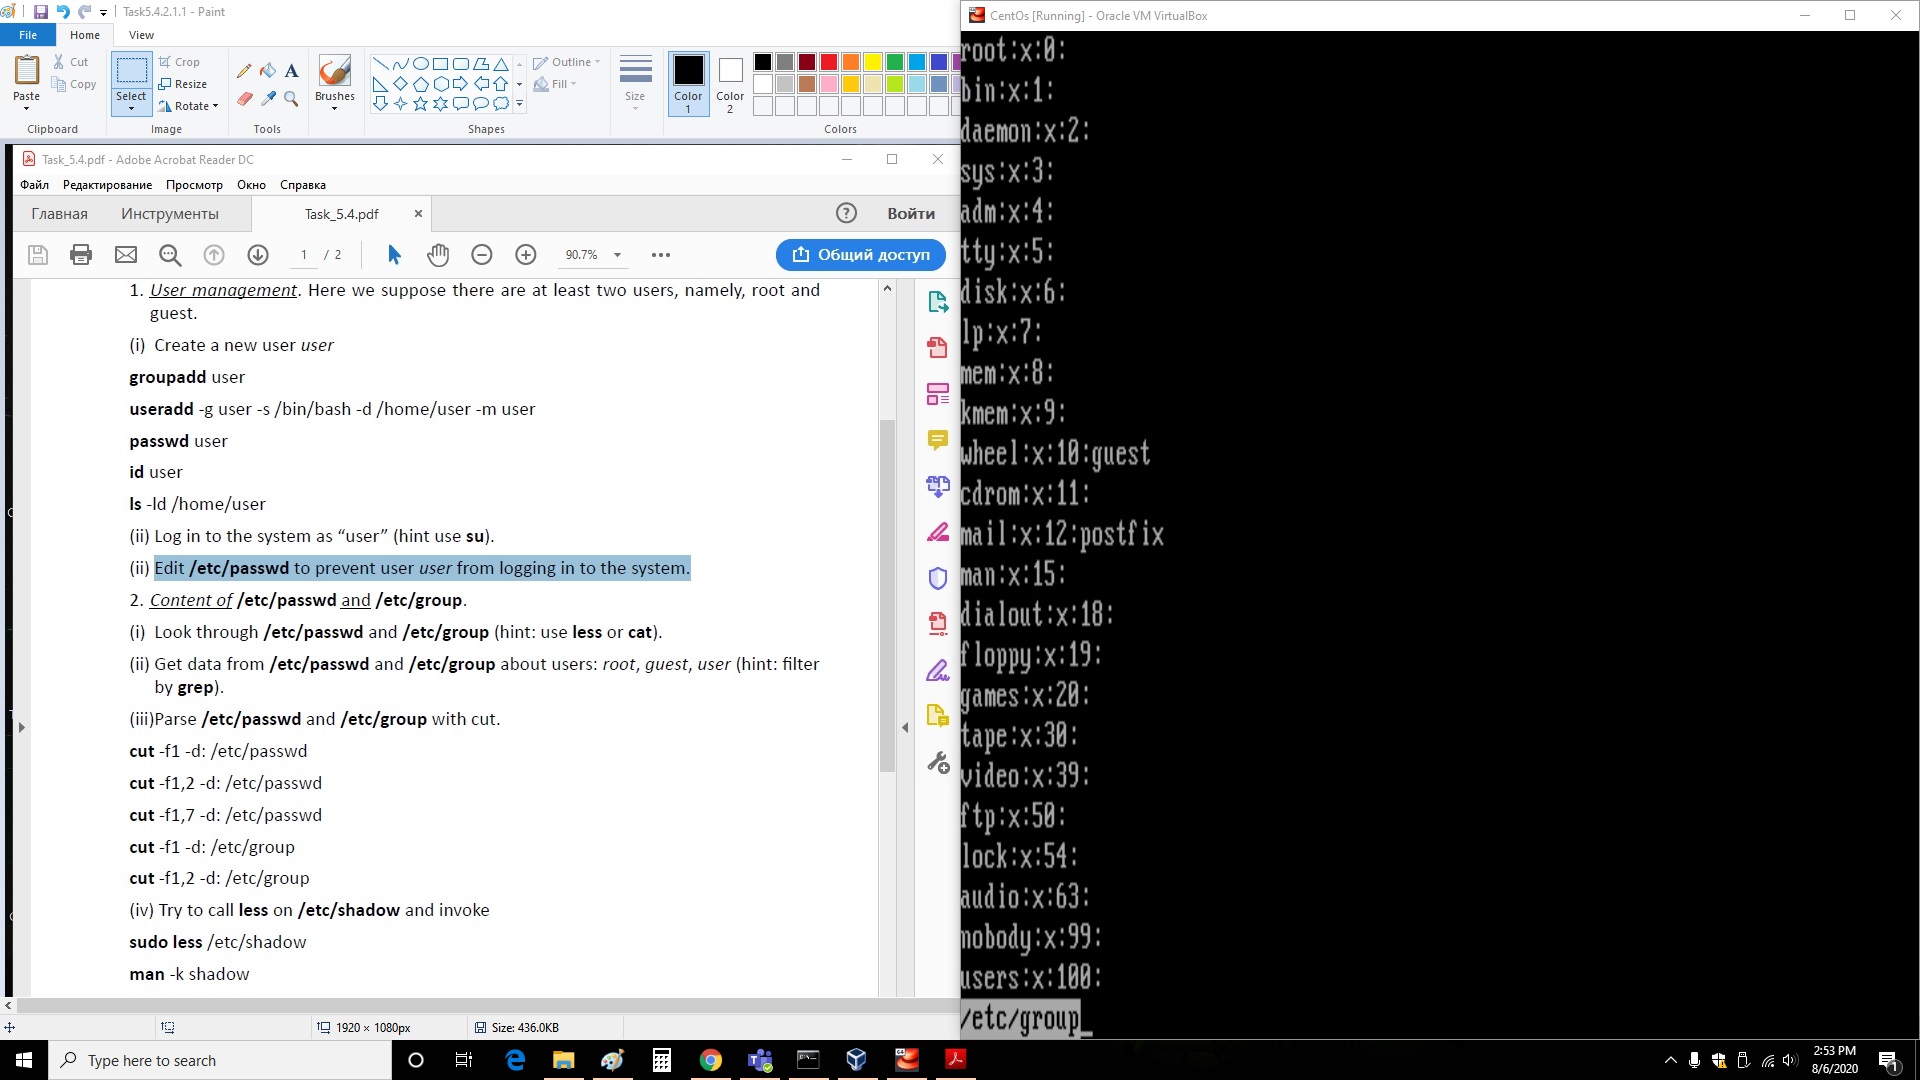 Task5.4.2.1.1 - Paint
File
Home
View
Paste
Cut
Copy
Clipboard
Select
Crop
Resize
Rotate
Image
Tools
Brushes
Shapes
Outline
Fill
Size
Color 1
Color 2
Colors
Task_5.4.pdf - Adobe Acrobat Reader DC
Файл Редактирование Просмотр Окно Справка
Главная Инструменты Task_5.4.pdf Войти
1 / 2 90.7% Общий доступ
1. User management. Here we suppose there are at least two users, namely, root and
guest.
(i) Create a new user user
groupadd user
useradd -g user -s /bin/bash -d /home/user -m user
passwd user
id user
ls -ld /home/user
(ii) Log in to the system as “user” (hint use su).
(ii) Edit /etc/passwd to prevent user user from logging in to the system.
2. Content of /etc/passwd and /etc/group.
(i) Look through /etc/passwd and /etc/group (hint: use less or cat).
(ii) Get data from /etc/passwd and /etc/group about users: root, guest, user (hint: filter
by grep).
(iii)Parse /etc/passwd and /etc/group with cut.
cut -f1 -d: /etc/passwd
cut -f1,2 -d: /etc/passwd
cut -f1,7 -d: /etc/passwd
cut -f1 -d: /etc/group
cut -f1,2 -d: /etc/group
(iv) Try to call less on /etc/shadow and invoke
sudo less /etc/shadow
man -k shadow
1920 × 1080px
Size: 436.0KB
CentOs [Running] - Oracle VM VirtualBox
root:x:0:
bin:x:1:
daemon:x:2:
sys:x:3:
adm:x:4:
tty:x:5:
disk:x:6:
lp:x:7:
mem:x:8:
kmem:x:9:
wheel:x:10:guest
cdrom:x:11:
mail:x:12:postfix
man:x:15:
dialout:x:18:
floppy:x:19:
games:x:20:
tape:x:30:
video:x:39:
ftp:x:50:
lock:x:54:
audio:x:63:
nobody:x:99:
users:x:100:
/etc/group_
Type here to search
2:53 PM
8/6/2020
1